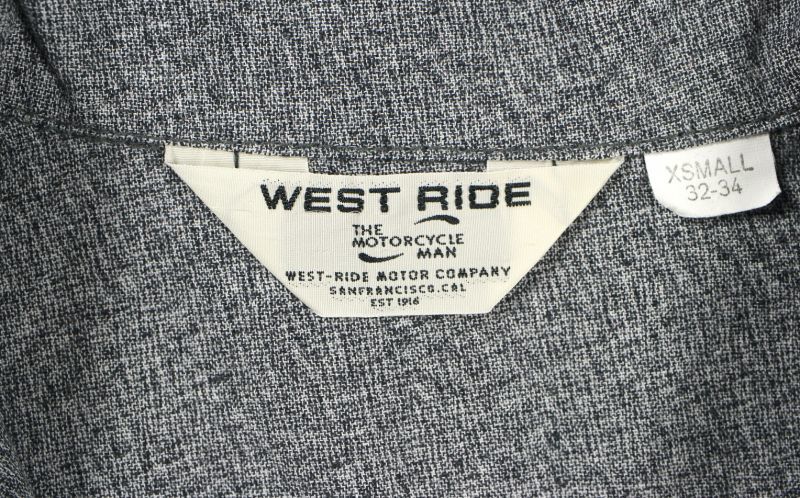 WEST RIDE
THE
MOTORCYCLE
MAN
WEST-RIDE MOTOR COMPANY
SANFRANCISCO.CAL
EST 1916
XSMALL
32-34